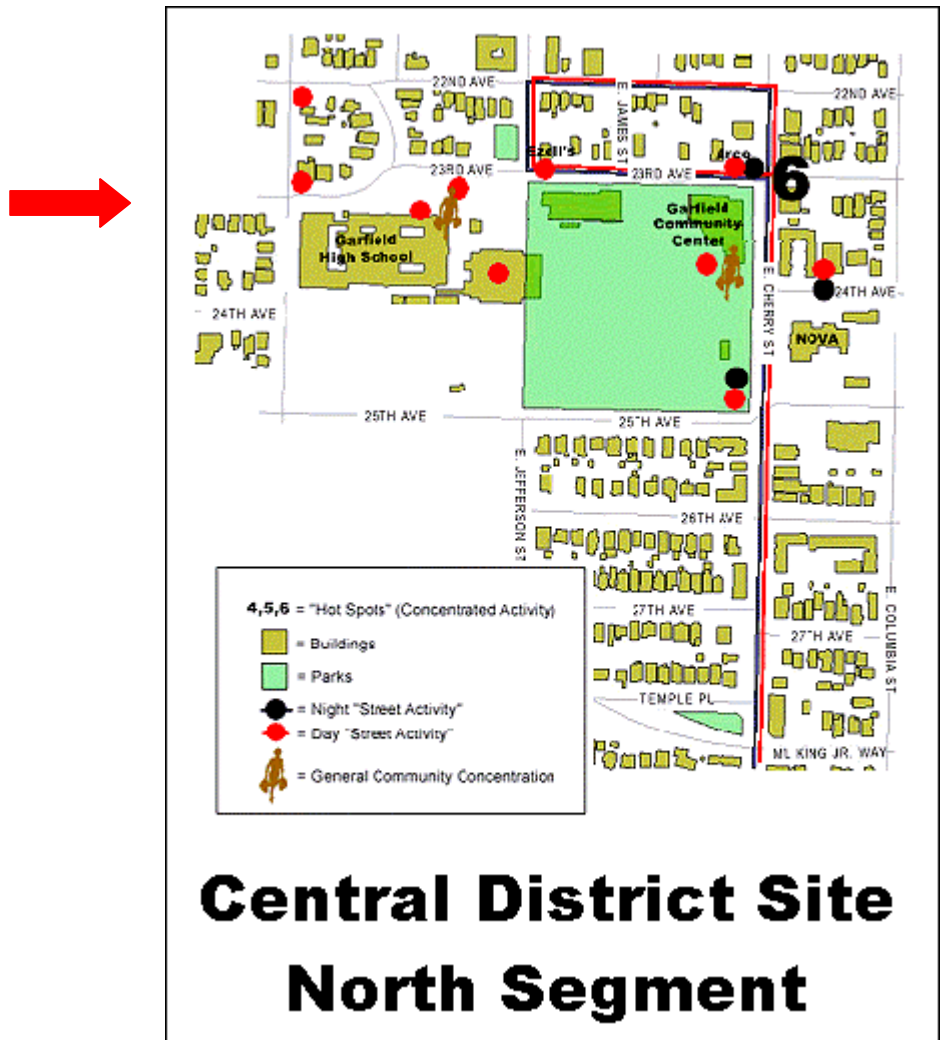 22ND AVE
22ND AVE
E. JAMES ST
Ezell's
Arco
23RD AVE
23RD AVE
6
Garfield
Community
Center
Garfield
High School
E. CHERRY ST
24TH AVE
24TH AVE
NOVA
25TH AVE
25TH AVE
E. JEFFERSON ST
26TH AVE
27TH AVE
27TH AVE
E. COLUMBIA ST
TEMPLE PL
ML KING JR. WAY
4,5,6 = "Hot Spots" (Concentrated Activity)
= Buildings
= Parks
= Night "Street Activity"
= Day "Street Activity"
= General Community Concentration
Central District Site
North Segment